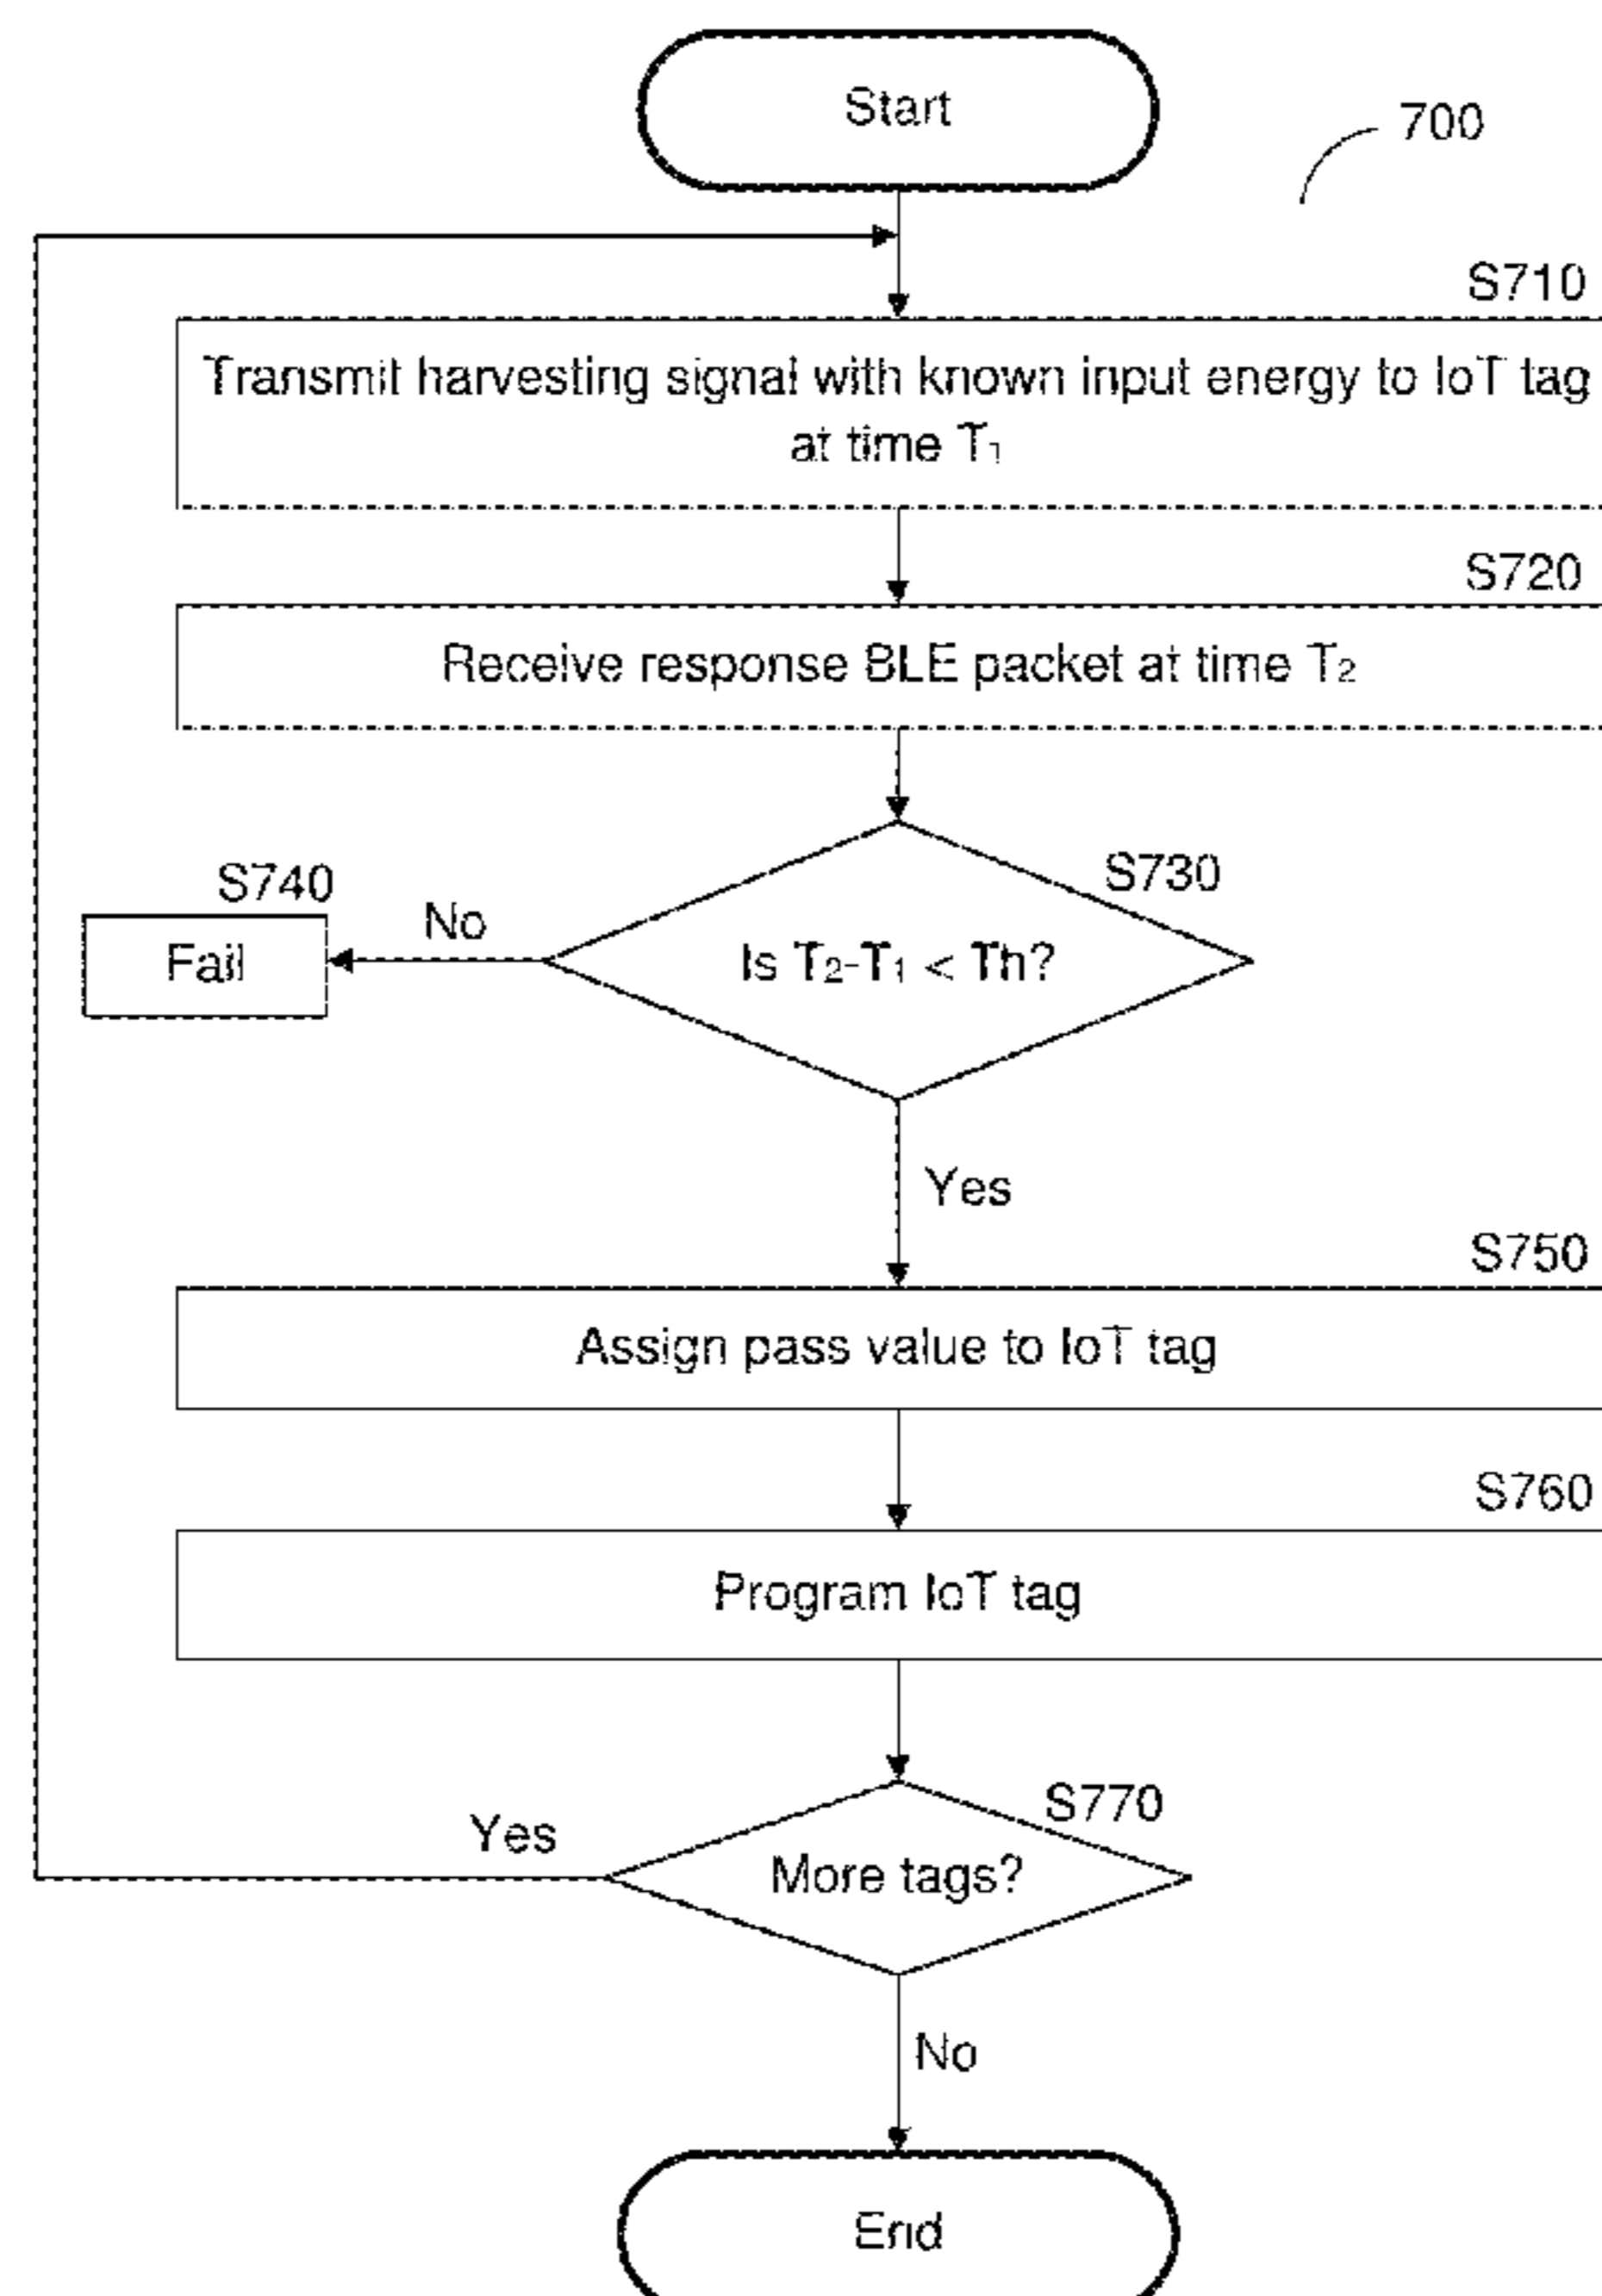 Start
700
S710
Transmit harvesting signal with known input energy to IoT tag
at time T₁
S720
Receive response BLE packet at time T₂
S730
Is T₂-T₁ < Th?
S740
No
Fail
Yes
S750
Assign pass value to IoT tag
S760
Program IoT tag
S770
Yes
More tags?
No
End